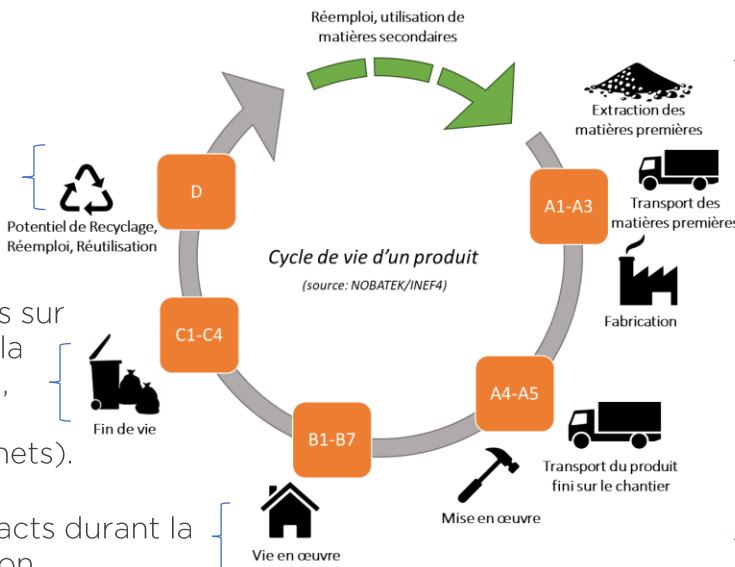 Réemploi, utilisation de
matières secondaires
Extraction des
matières premières
Transport des
matières premières
Fabrication
A1-A3
D
Potentiel de Recyclage,
Réemploi, Réutilisation
Cycle de vie d'un produit
(source: NOBATEK/INEF4)
C1-C4
sur
la
,
Fin de vie
nets).
A4-A5
Transport du produit
fini sur le chantier
Mise en œuvre
B1-B7
Vie en œuvre
acts durant la
on